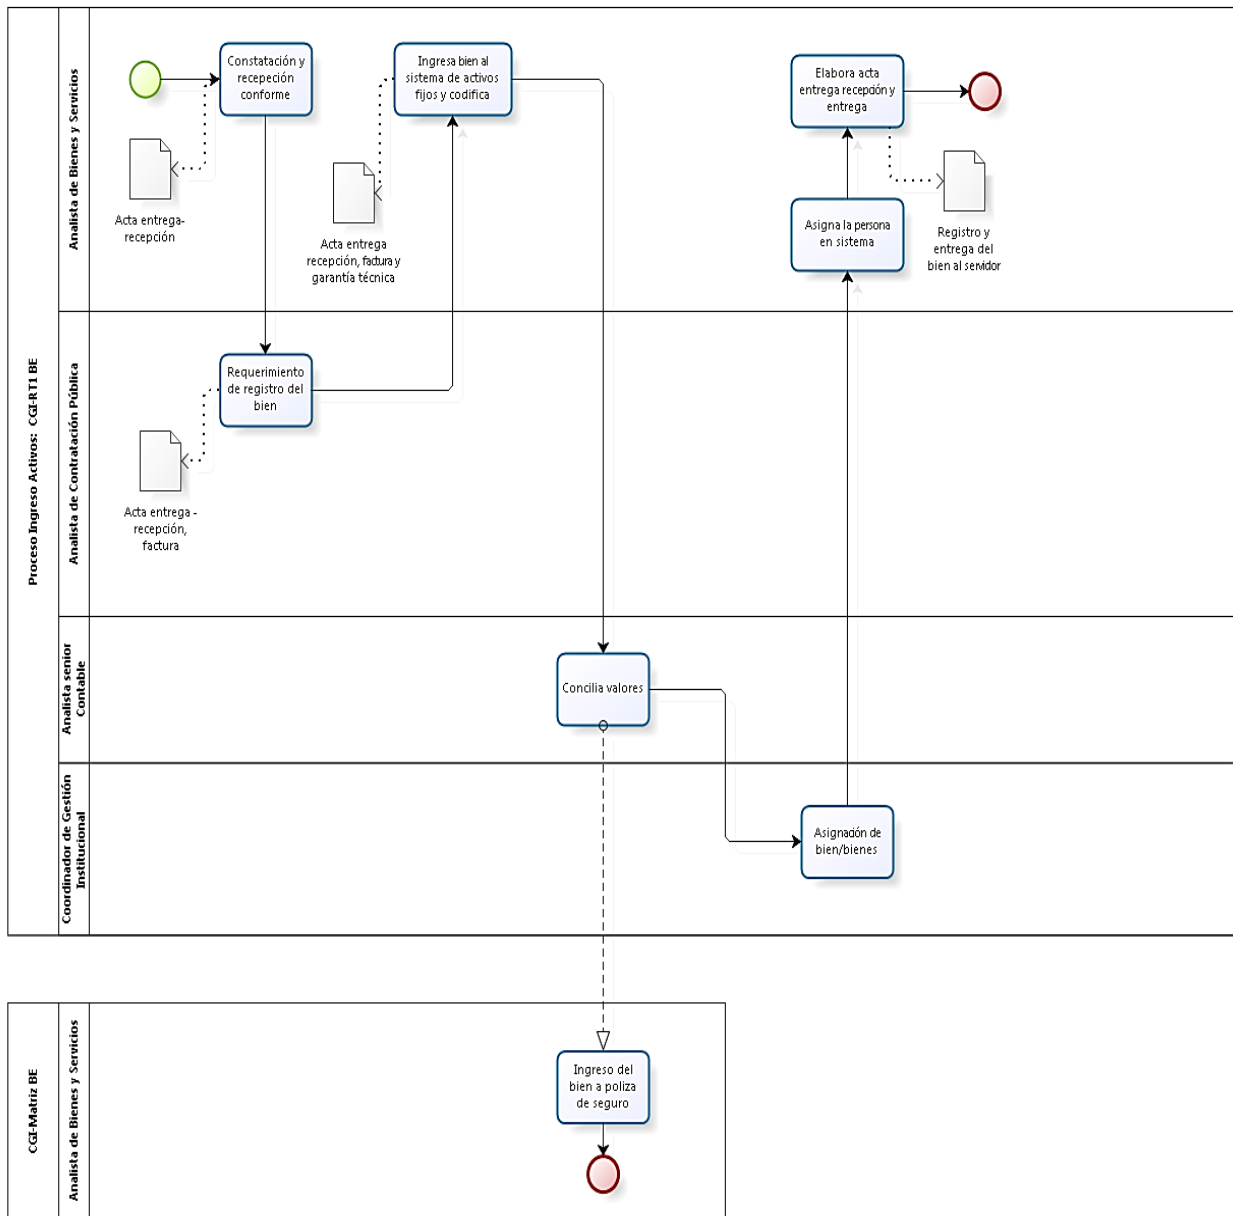 Proceso Ingreso Activos: CGI-RT1 BE
Analista de Bienes y Servicios
Constatación y
recepeción
conforme
Acta entrega-
recepción
Ingresa bien al
sistema de activos
fijos y codifica
Acta entrega
recepción, factura y
garantía técnica
Elabora acta
entrega recepción y
entrega
Registro y
entrega del
bien al servidor
Asigna la persona
en sistema
Analista de Contratación Pública
Requerimiento
de registro del
bien
Acta entrega -
recepción,
factura
Analista senior
Contable
Concilia valores
Coordinador de Gestión
Institucional
Asignación de
bien/bienes
CGI-Matriz BE
Analista de Bienes y Servicios
Ingreso del
bien a poliza
de seguro